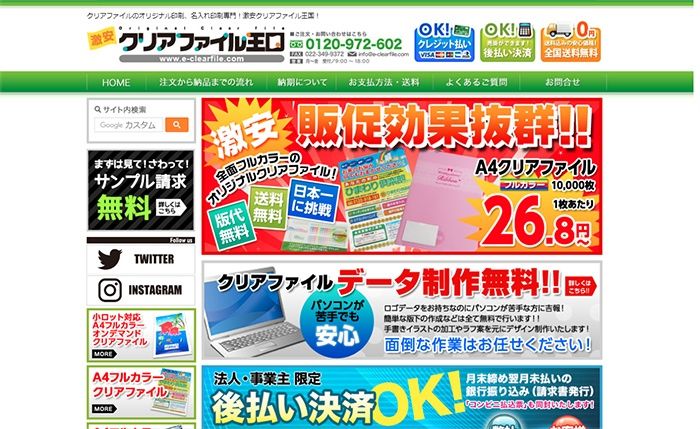 クリアファイルのオリジナル印刷、名入れ印刷専門！激安クリアファイル王国！
Original Clearfile
激安
クリアファイル王国
www.e-clearfile.com
■ご注文・お問い合わせはこちら
0120-972-602
FAX 022-349-9372
info@e-clearfile.com
営業 月〜金 受付/9:00〜18:00
OK!
クレジット払い
VISA
OK!
売掛ができます！
後払い決済
0円
送料込みの安心価格！
全国送料無料
HOME
注文から納品までの流れ
納期について
お支払方法・送料
よくあるご質問
お問合せ
サイト内検索
Google カスタム
まずは見て！さわって！
サンプル請求
無料
詳しくはこちら
Follow us
TWITTER
INSTAGRAM
小ロット対応
A4フルカラー
オンデマンド
クリアファイル
MORE
A4フルカラー
クリアファイル
MORE
激安
販促効果抜群!!
全面フルカラーの
オリジナルクリアファイル！
版代無料
送料無料
日本一に挑戦
ひまわり倶楽部
Ribbon
A4クリアファイル
フルカラー 10,000枚
1枚あたり
26.8円〜
クリアファイル データ制作無料!!
詳しくはこちら!!
パソコンが
苦手でも
安心
ロゴデータをお持ちなのにパソコンが苦手な方に吉報！
簡単な版下の作成などは全て無料で行います！！
手書きイラストの加工やラフ案を元にデザイン制作いたします！
面倒な作業はお任せください！
法人・事業主 限定
後払い決済OK!
月末締め翌月末払いの
銀行振り込み（請求書発行）
「コンビニ払込票」も同封いたします！